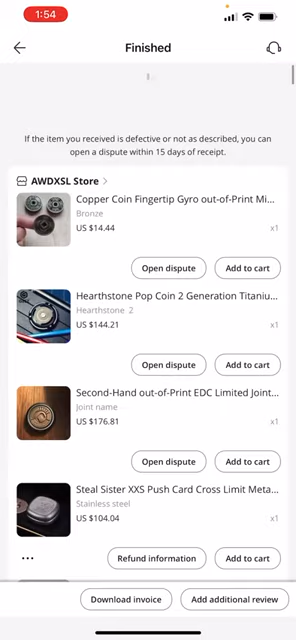 1:54
Finished
If the item you received is defective or not as described, you can
open a dispute within 15 days of receipt.
AWDXSL Store
Copper Coin Fingertip Gyro out-of-Print Mi...
Bronze
US $14.44
x1
Open dispute
Add to cart
Hearthstone Pop Coin 2 Generation Titaniu...
Hearthstone 2
US $144.21
x1
Open dispute
Add to cart
Second-Hand out-of-Print EDC Limited Joint...
Joint name
US $176.81
x1
Open dispute
Add to cart
Steal Sister XXS Push Card Cross Limit Meta...
Stainless steel
US $104.04
x1
...
Refund information
Add to cart
Download invoice
Add additional review